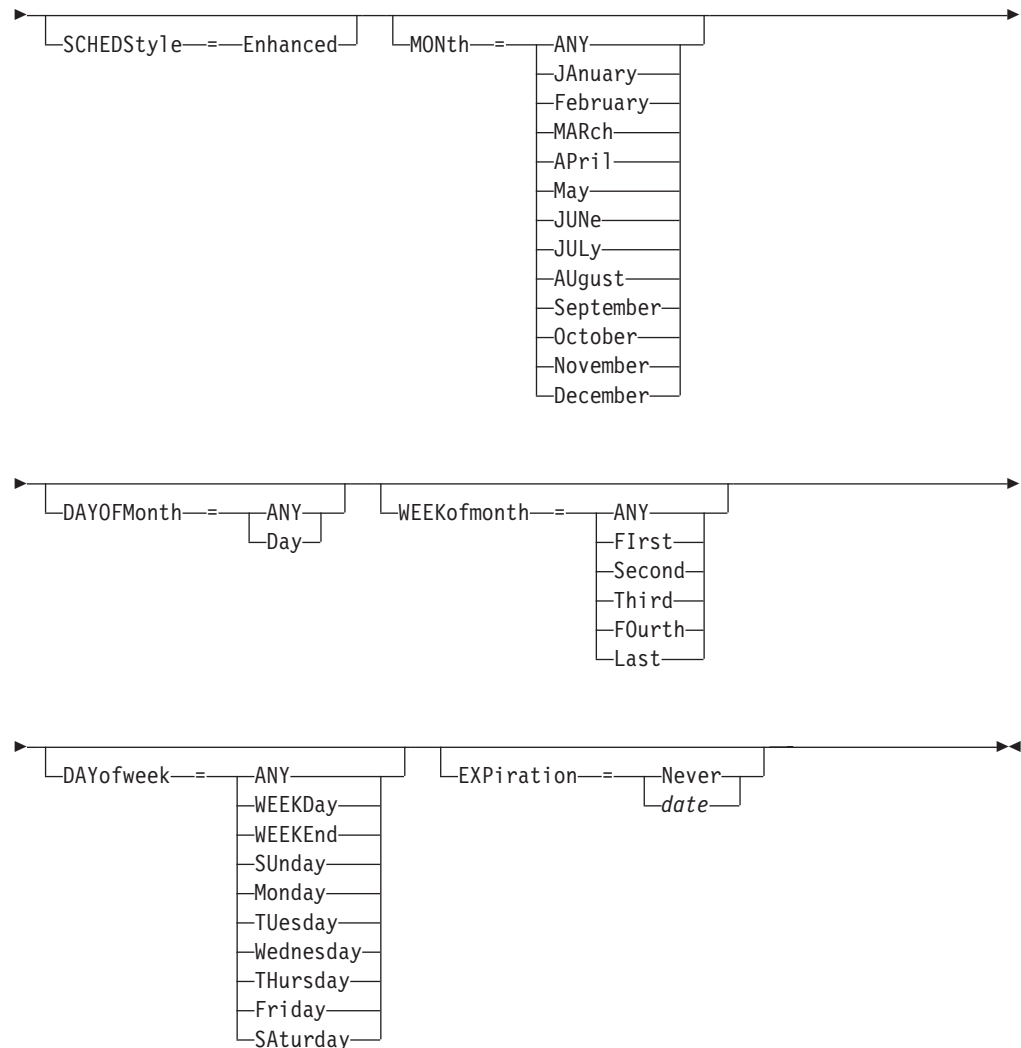 SCHEDStyle = Enhanced MONth = ANY
JAnuary
February
MARch
APril
May
JUNe
JULy
AUgust
September
October
November
December
DAYOFMonth = ANY WEEKofmonth = ANY
Day FIrst
Second
Third
FOurth
Last
DAYofweek = ANY EXPiration = Never
WEEKDay date
WEEKEnd
SUnday
Monday
TUesday
Wednesday
THursday
Friday
SAturday